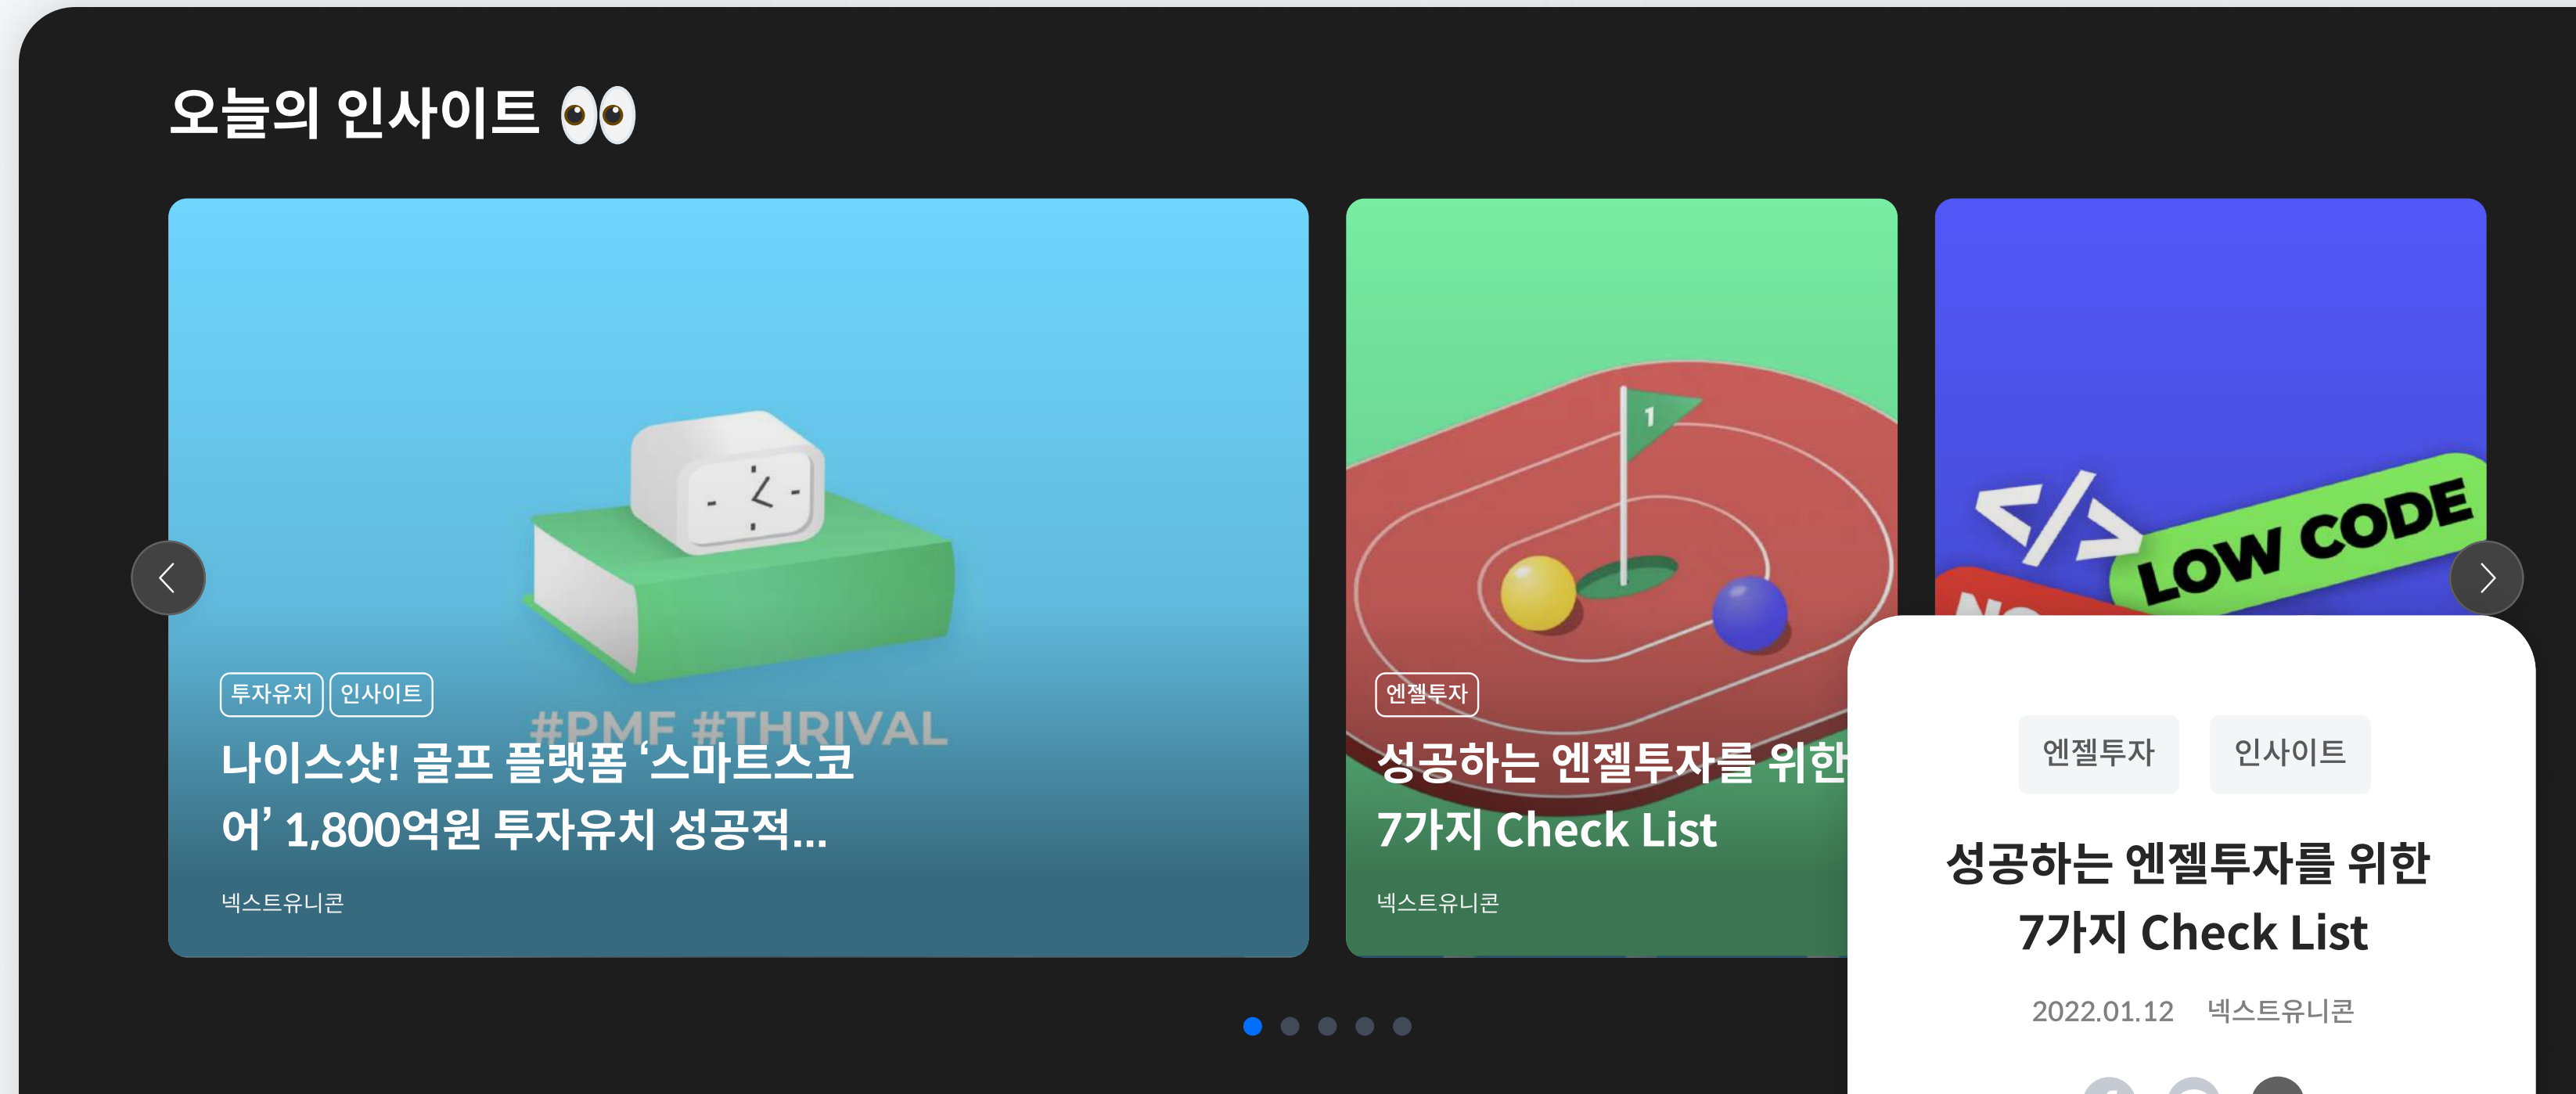 오늘의 인사이트 👀
투자유치 인사이트
#PMF #THRIVAL
나이스샷! 골프 플랫폼 ‘스마트스코
어’ 1,800억원 투자유치 성공적...
넥스트유니콘
1
엔젤투자
성공하는 엔젤투자를 위한
7가지 Check List
넥스트유니콘
</>
LOW CODE
엔젤투자 인사이트
성공하는 엔젤투자를 위한
7가지 Check List
2022.01.12 넥스트유니콘